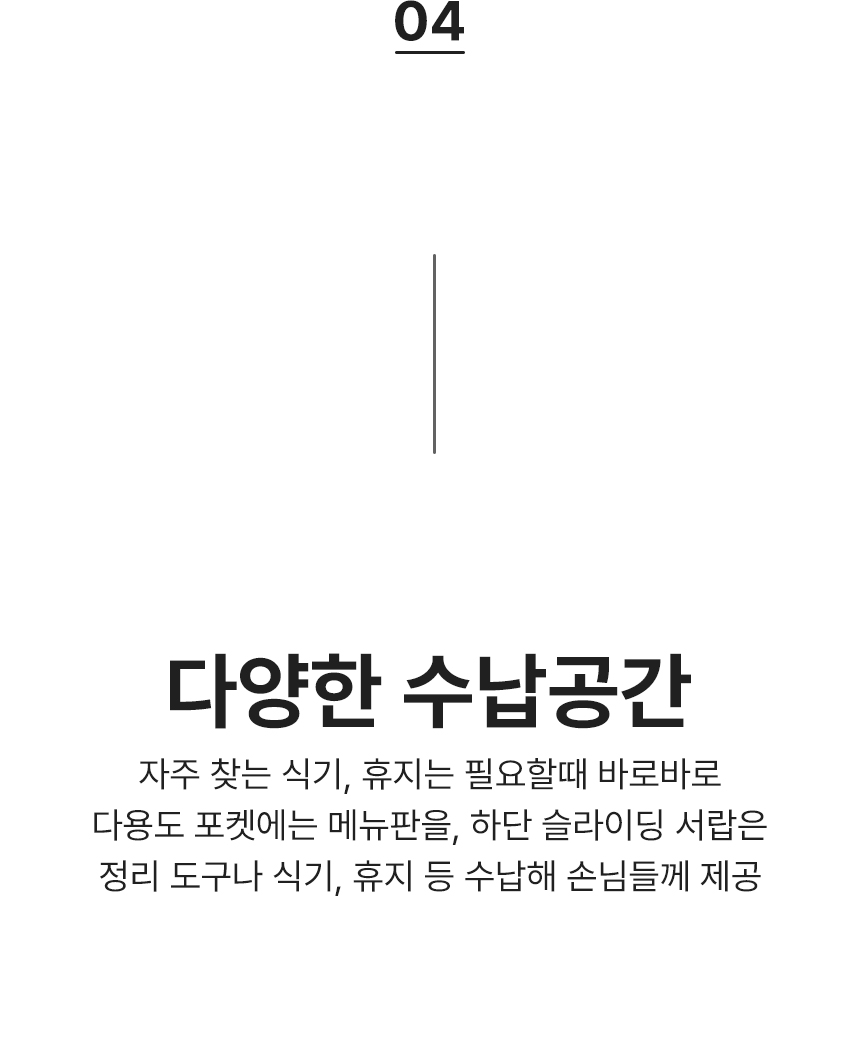 04
다양한 수납공간
자주 찾는 식기, 휴지는 필요할때 바로바로
다용도 포켓에는 메뉴판을, 하단 슬라이딩 서랍은
정리 도구나 식기, 휴지 등 수납해 손님들께 제공